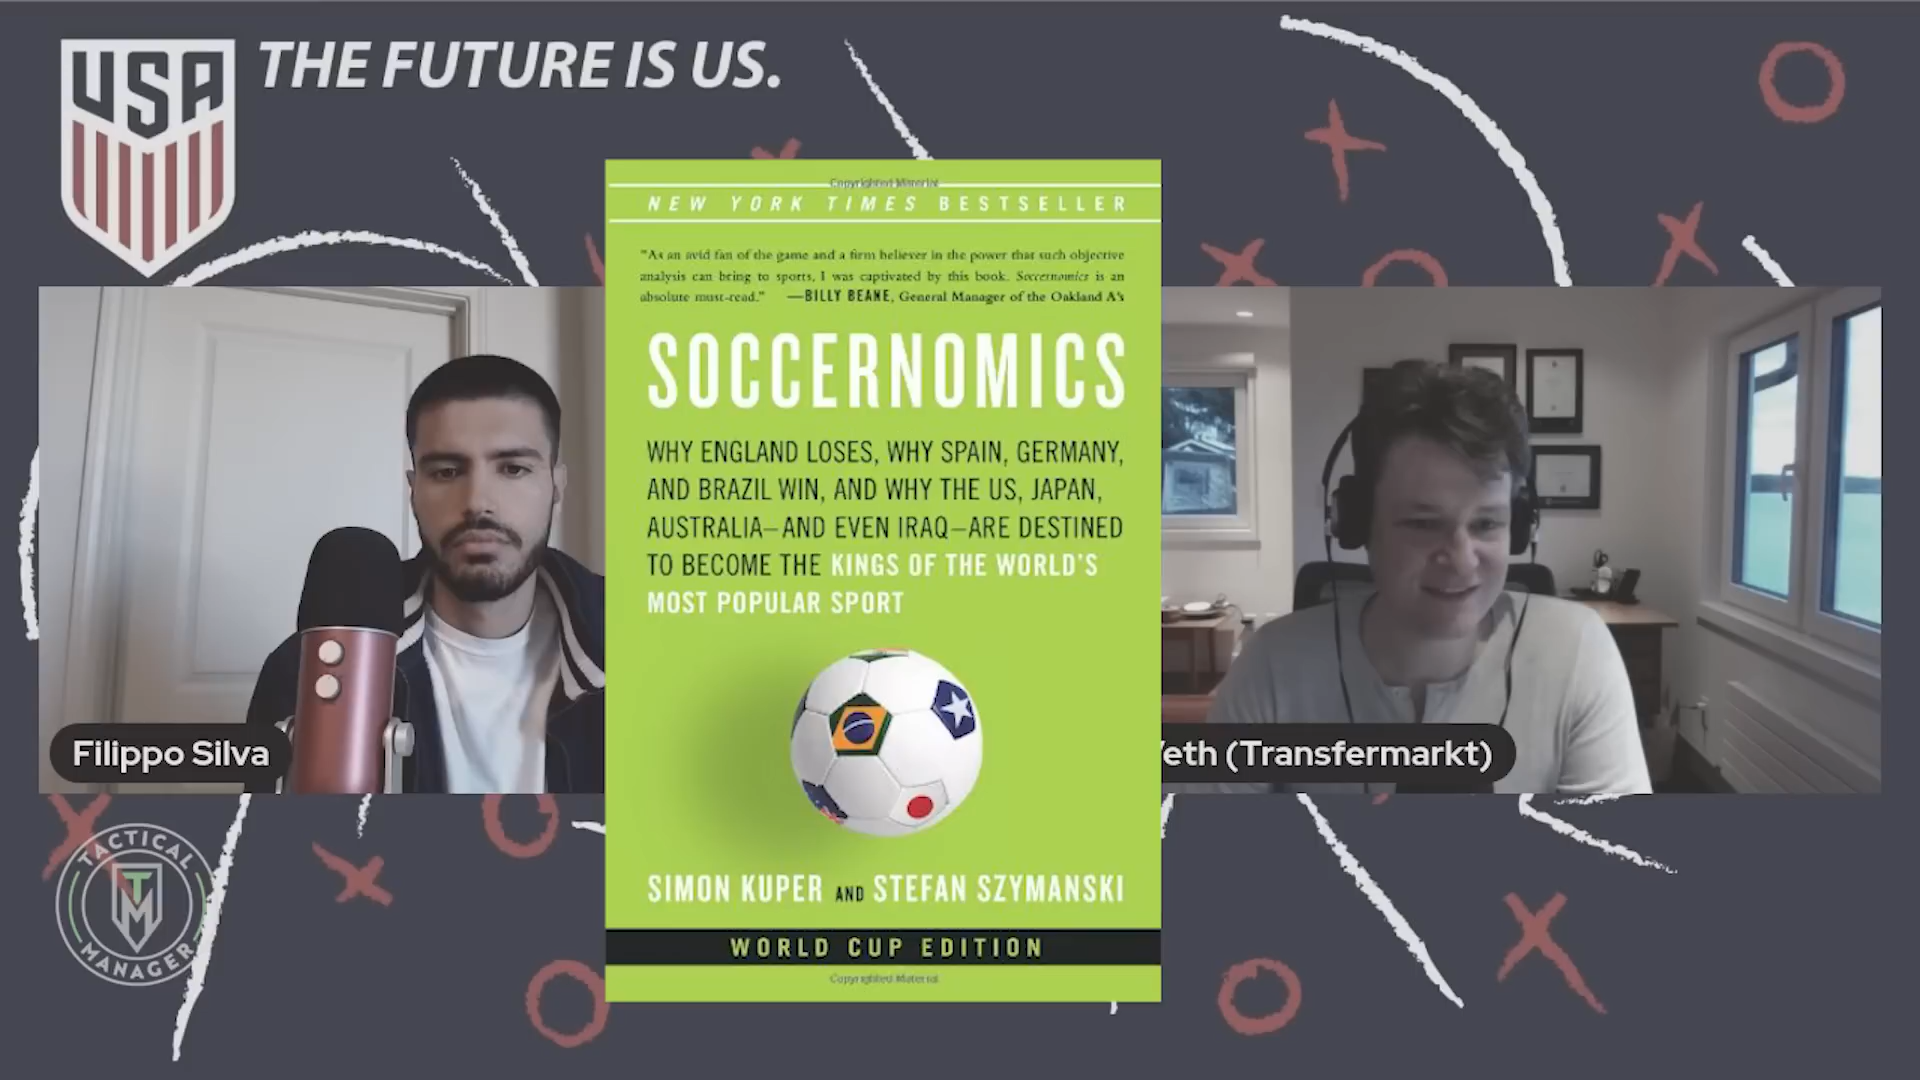 USA
THE FUTURE IS US.
Copyrighted Material
NEW YORK TIMES BESTSELLER
"As an avid fan of the game and a firm believer in the power that such objective
analysis can bring to sports, I was captivated by this book. Soccernomics is an
absolute must-read." —BILLY BEANE, General Manager of the Oakland A's
SOCCERNOMICS
WHY ENGLAND LOSES, WHY SPAIN, GERMANY,
AND BRAZIL WIN, AND WHY THE US, JAPAN,
AUSTRALIA—AND EVEN IRAQ—ARE DESTINED
TO BECOME THE KINGS OF THE WORLD'S
MOST POPULAR SPORT
SIMON KUPER AND STEFAN SZYMANSKI
WORLD CUP EDITION
Copyrighted Material
Filippo Silva
(Transfermarkt)
TACTICAL
TM
MANAGER